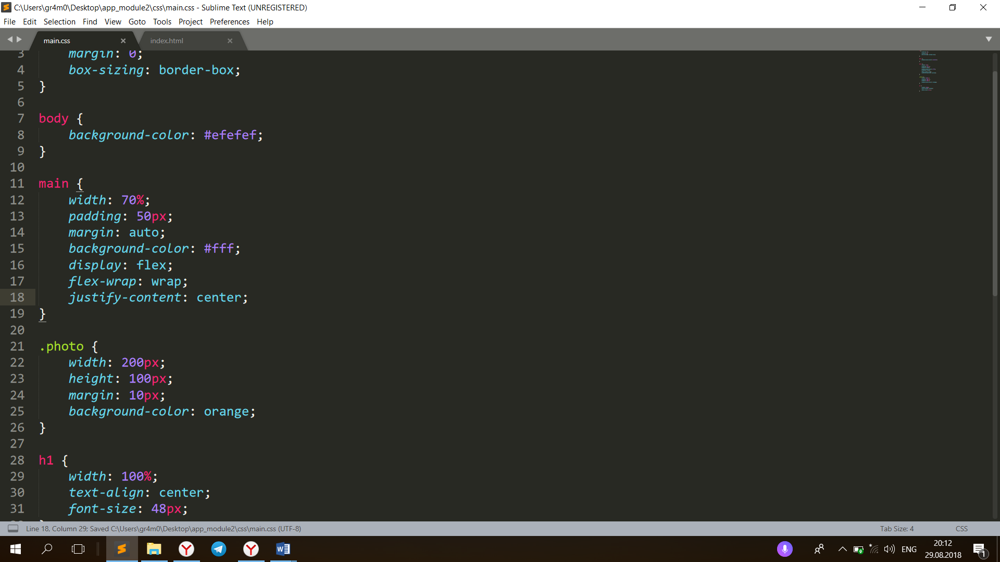 C:\Users\gr4m0\Desktop\app_module2\css\main.css - Sublime Text (UNREGISTERED)
File Edit Selection Find View Goto Tools Project Preferences Help
main.css index.html
3 margin: 0;
4 box-sizing: border-box;
5 }
6
7 body {
8 background-color: #efefef;
9 }
10
11 main {
12 width: 70%;
13 padding: 50px;
14 margin: auto;
15 background-color: #fff;
16 display: flex;
17 flex-wrap: wrap;
18 justify-content: center;
19 }
20
21 .photo {
22 width: 200px;
23 height: 100px;
24 margin: 10px;
25 background-color: orange;
26 }
27
28 h1 {
29 width: 100%;
30 text-align: center;
31 font-size: 48px;
Line 18, Column 29; Saved C:\Users\gr4m0\Desktop\app_module2\css\main.css (UTF-8) Tab Size: 4 CSS
ENG 20:12
29.08.2018
1